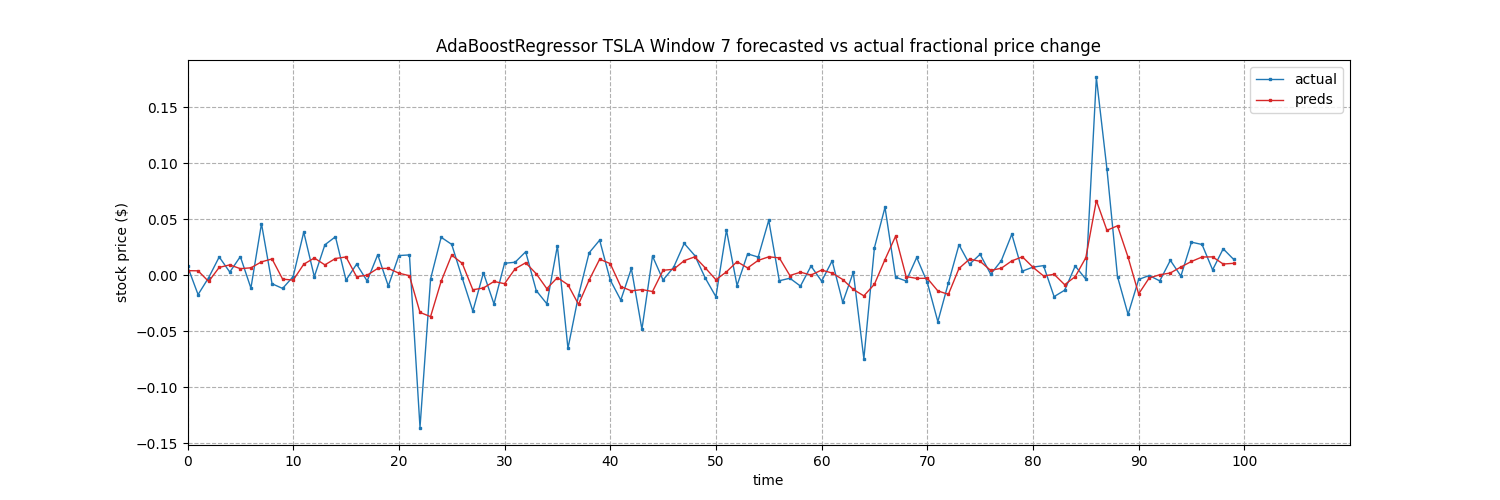 AdaBoostRegressor TSLA Window 7 forecasted vs actual fractional price change
actual
preds
stock price ($)
0.15
0.10
0.05
0.00
−0.05
−0.10
−0.15
0 10 20 30 40 50 60 70 80 90 100
time